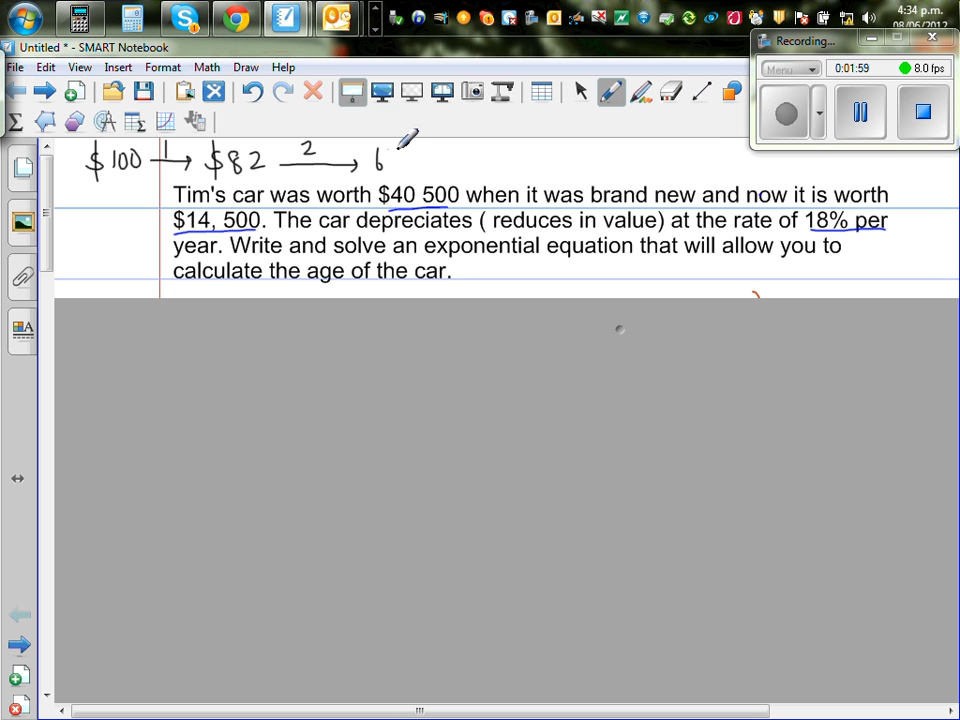 4:34 p.m.
08/06/2012
Untitled * - SMART Notebook
File Edit View Insert Format Math Draw Help
Recording...
Menu 0:01:59 8.0 fps
$100 1 → $82 2 → 6
Tim's car was worth $40 500 when it was brand new and now it is worth
$14, 500. The car depreciates ( reduces in value) at the rate of 18% per
year. Write and solve an exponential equation that will allow you to
calculate the age of the car.